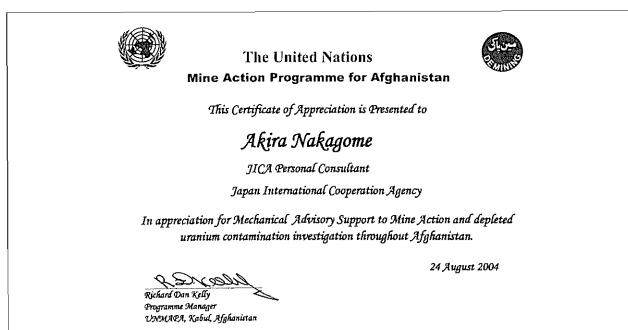 The United Nations
Mine Action Programme for Afghanistan
DEMINING
This Certificate of Appreciation is Presented to
Akira Nakagome
JICA Personal Consultant
Japan International Cooperation Agency
In appreciation for Mechanical Advisory Support to Mine Action and depleted
uranium contamination investigation throughout Afghanistan.
24 August 2004
Richard Dan Kelly
Programme Manager
UNMAPA, Kabul, Afghanistan